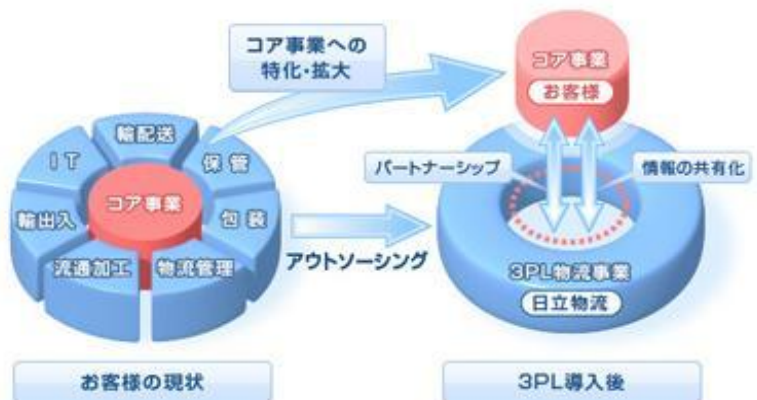 コア事業への
特化・拡大
コア事業
お客様
輸配送
IT
保管
コア事業
輸出入
包装
流通加工
物流管理
パートナーシップ
情報の共有化
アウトソーシング
3PL物流事業
日立物流
お客様の現状
3PL導入後